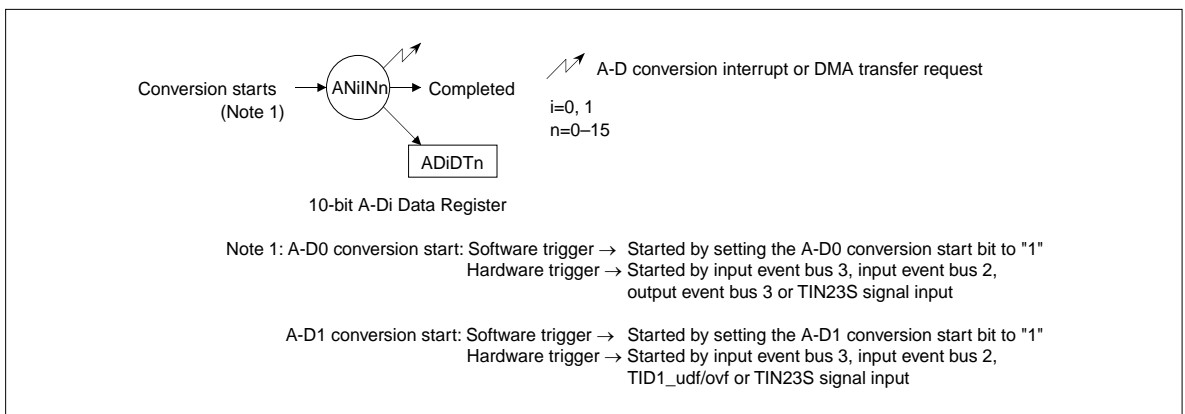 Conversion starts
(Note 1)
ANiINn
Completed
A-D conversion interrupt or DMA transfer request
i=0, 1
n=0–15
ADiDTn
10-bit A-Di Data Register
Note 1: A-D0 conversion start: Software trigger → Started by setting the A-D0 conversion start bit to "1"
Hardware trigger → Started by input event bus 3, input event bus 2,
output event bus 3 or TIN23S signal input
A-D1 conversion start: Software trigger → Started by setting the A-D1 conversion start bit to "1"
Hardware trigger → Started by input event bus 3, input event bus 2,
TID1_udf/ovf or TIN23S signal input